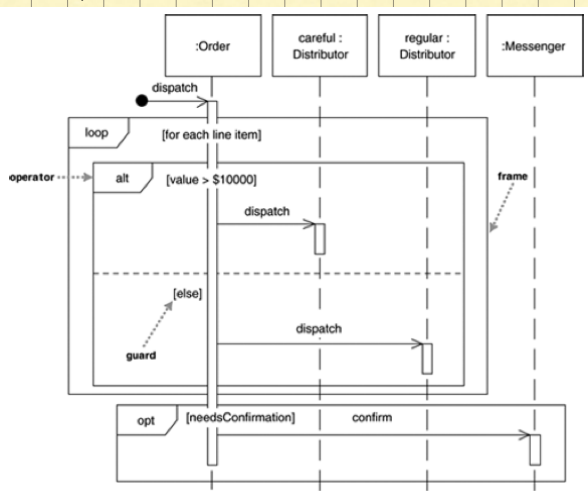 :Order
careful :
Distributor
regular :
Distributor
:Messenger
dispatch
loop
[for each line item]
operator
alt
[value > $10000]
frame
dispatch
[else]
dispatch
guard
opt
[needsConfirmation]
confirm